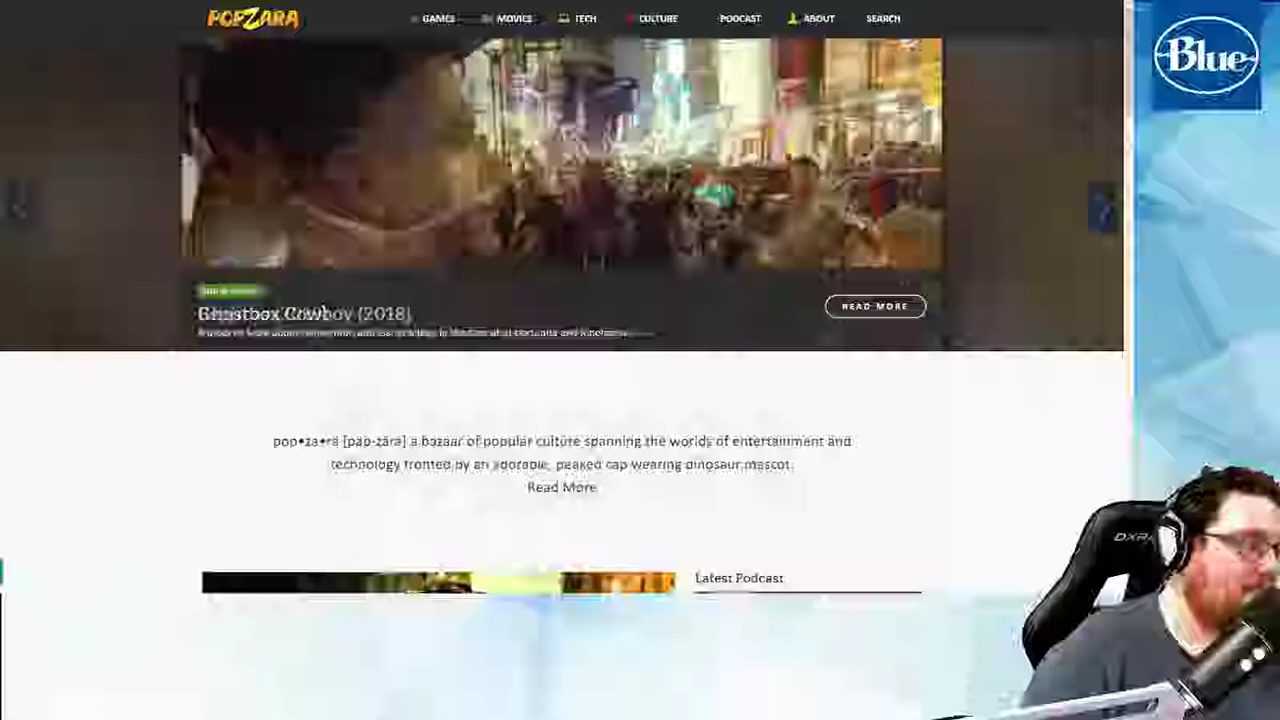 POPZARA
GAMES MOVIES TECH CULTURE PODCAST ABOUT SEARCH
Blue
Ghostbox Cowboy (2018)
READ MORE
pop•za•ra [pap-zära] a bazaar of popular culture spanning the worlds of entertainment and
technology fronted by an adorable, peaked cap wearing dinosaur mascot.
Read More
Latest Podcast